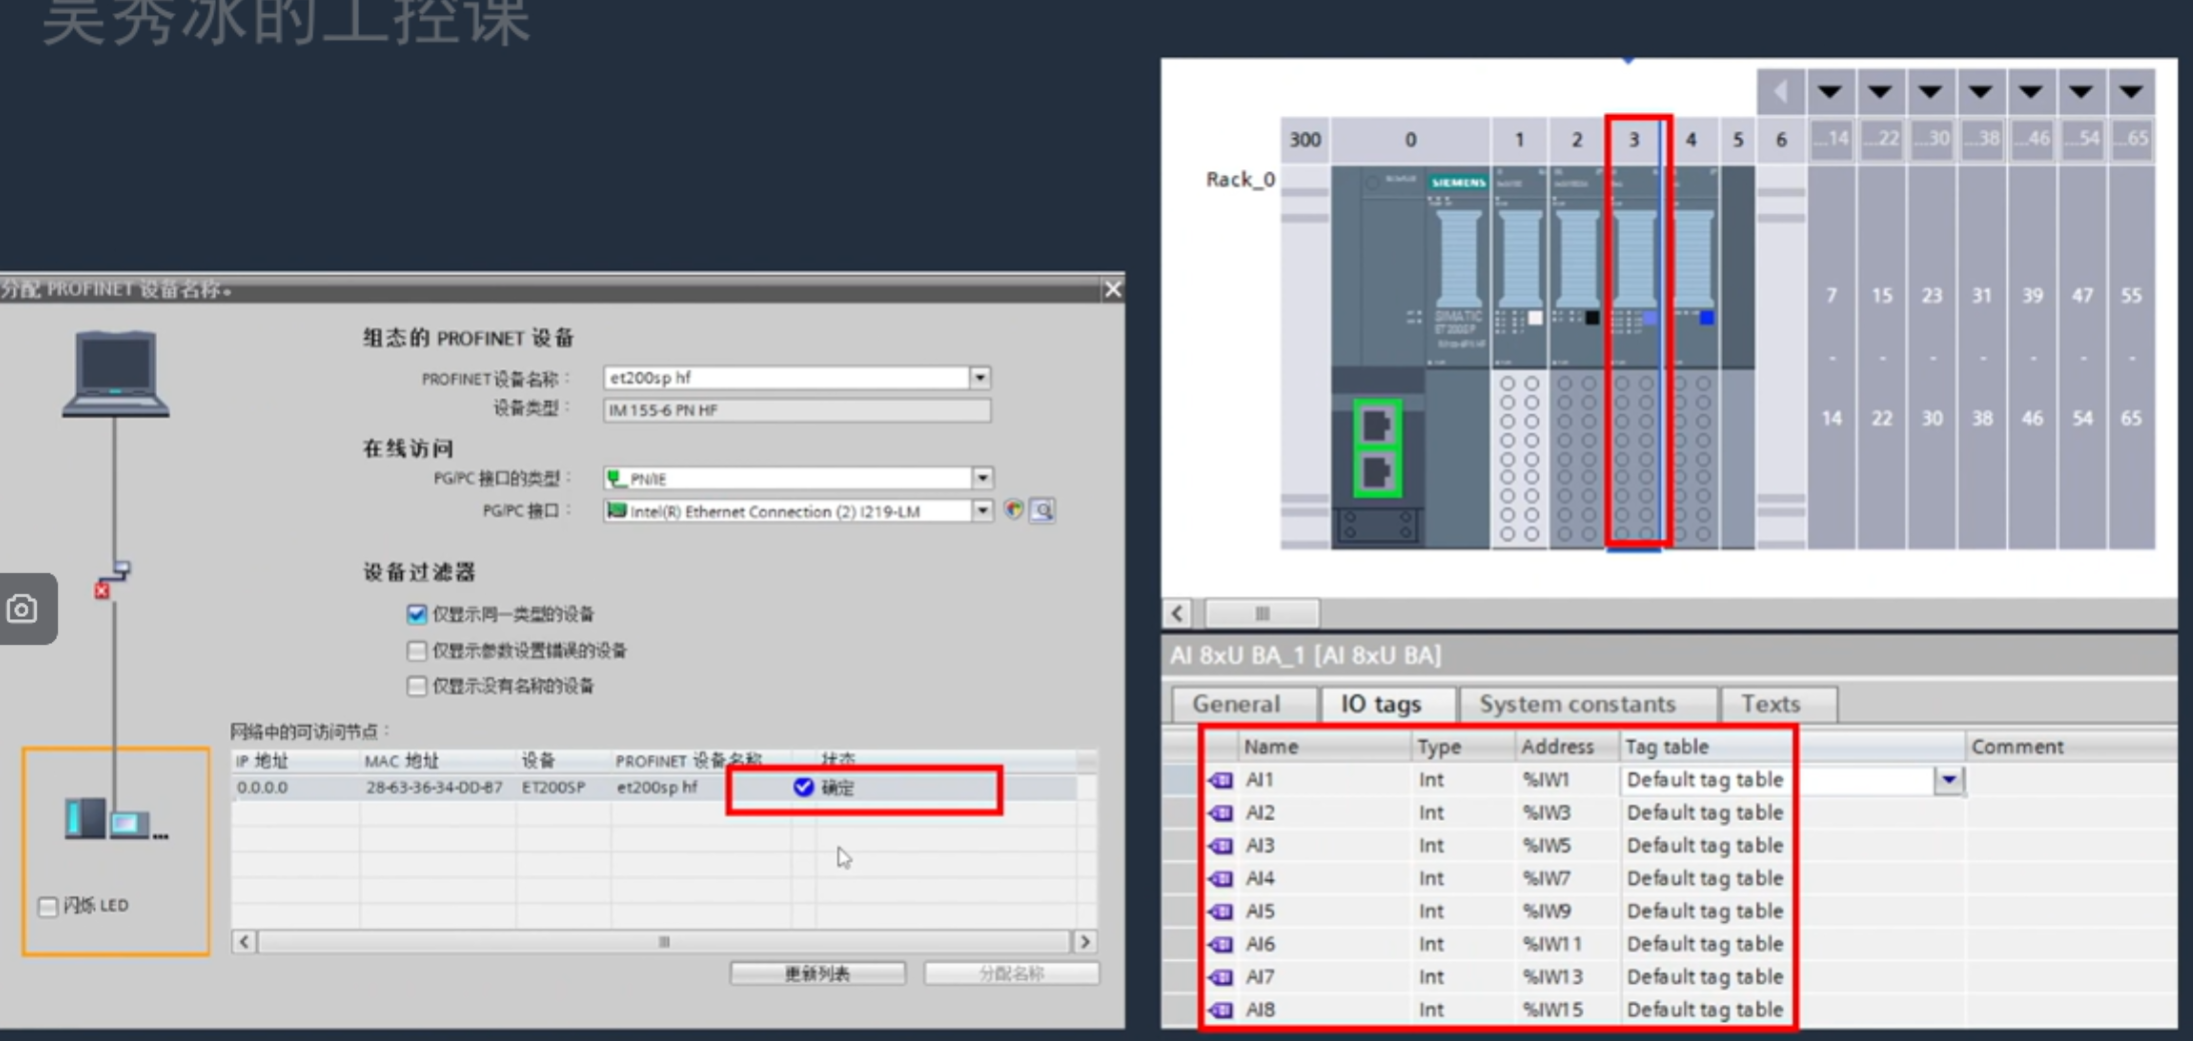 吴秀冰的工控课
分配 PROFINET 设备名称。
组态的 PROFINET 设备
PROFINET设备名称：
et200sp hf
设备类型：
IM 155-6 PN HF
在线访问
PG/PC 接口的类型：
PN/IE
PG/PC 接口：
Intel(R) Ethernet Connection (2) I219-LM
设备过滤器
仅显示同一类型的设备
仅显示参数设置错误的设备
仅显示没有名称的设备
网络中的可访问节点：
IP 地址 MAC 地址 设备 PROFINET 设备名称 状态
0.0.0.0 28-63-36-34-DD-B7 ET200SP et200sp hf 确定
闪烁 LED
更新列表 分配名称
300 0 1 2 3 4 5 6 ...14 ...22 ...30 ...38 ...46 ...54 ...65
Rack_0
SIEMENS
SIMATIC
ET 200SP
7 15 23 31 39 47 55
- - - - - - -
14 22 30 38 46 54 65
AI 8xU BA_1 [AI 8xU BA]
General IO tags System constants Texts
Name Type Address Tag table Comment
AI1 Int %IW1 Default tag table
AI2 Int %IW3 Default tag table
AI3 Int %IW5 Default tag table
AI4 Int %IW7 Default tag table
AI5 Int %IW9 Default tag table
AI6 Int %IW11 Default tag table
AI7 Int %IW13 Default tag table
AI8 Int %IW15 Default tag table